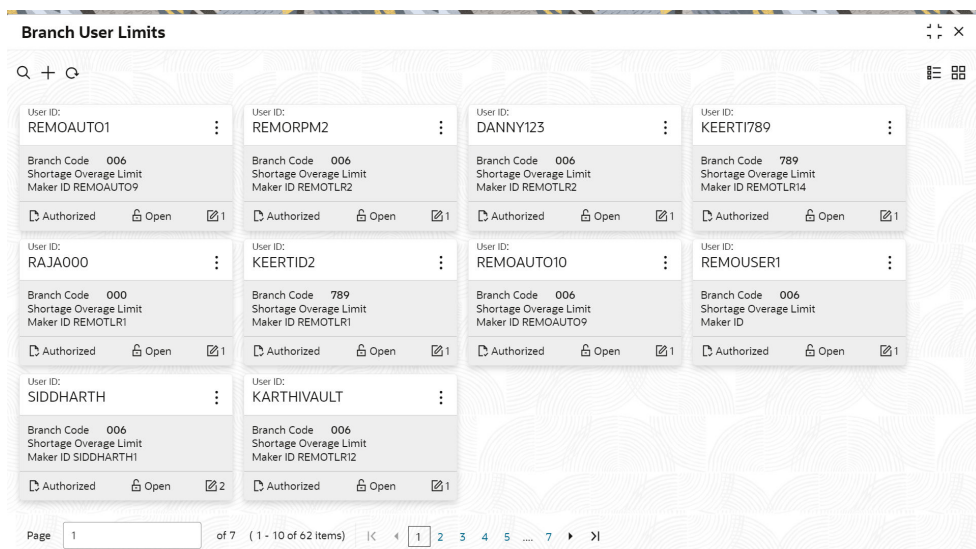 Branch User Limits
User ID:
REMOAUTO1
Branch Code 006
Shortage Overage Limit
Maker ID REMOAUTO9
Authorized Open 1
User ID:
REMORPM2
Branch Code 006
Shortage Overage Limit
Maker ID REMOTLR2
Authorized Open 1
User ID:
DANNY123
Branch Code 006
Shortage Overage Limit
Maker ID REMOTLR2
Authorized Open 1
User ID:
KEERTI789
Branch Code 789
Shortage Overage Limit
Maker ID REMOTLR14
Authorized Open 1
User ID:
RAJA000
Branch Code 000
Shortage Overage Limit
Maker ID REMOTLR1
Authorized Open 1
User ID:
KEERTID2
Branch Code 789
Shortage Overage Limit
Maker ID REMOTLR1
Authorized Open 1
User ID:
REMOAUTO10
Branch Code 006
Shortage Overage Limit
Maker ID REMOAUTO9
Authorized Open 1
User ID:
REMOUSER1
Branch Code 006
Shortage Overage Limit
Maker ID
Authorized Open 1
User ID:
SIDDHARTH
Branch Code 006
Shortage Overage Limit
Maker ID SIDDHARTH1
Authorized Open 2
User ID:
KARTHIVAULT
Branch Code 006
Shortage Overage Limit
Maker ID REMOTLR12
Authorized Open 1
Page 1 of 7 (1 - 10 of 62 items) 1 2 3 4 5 .... 7